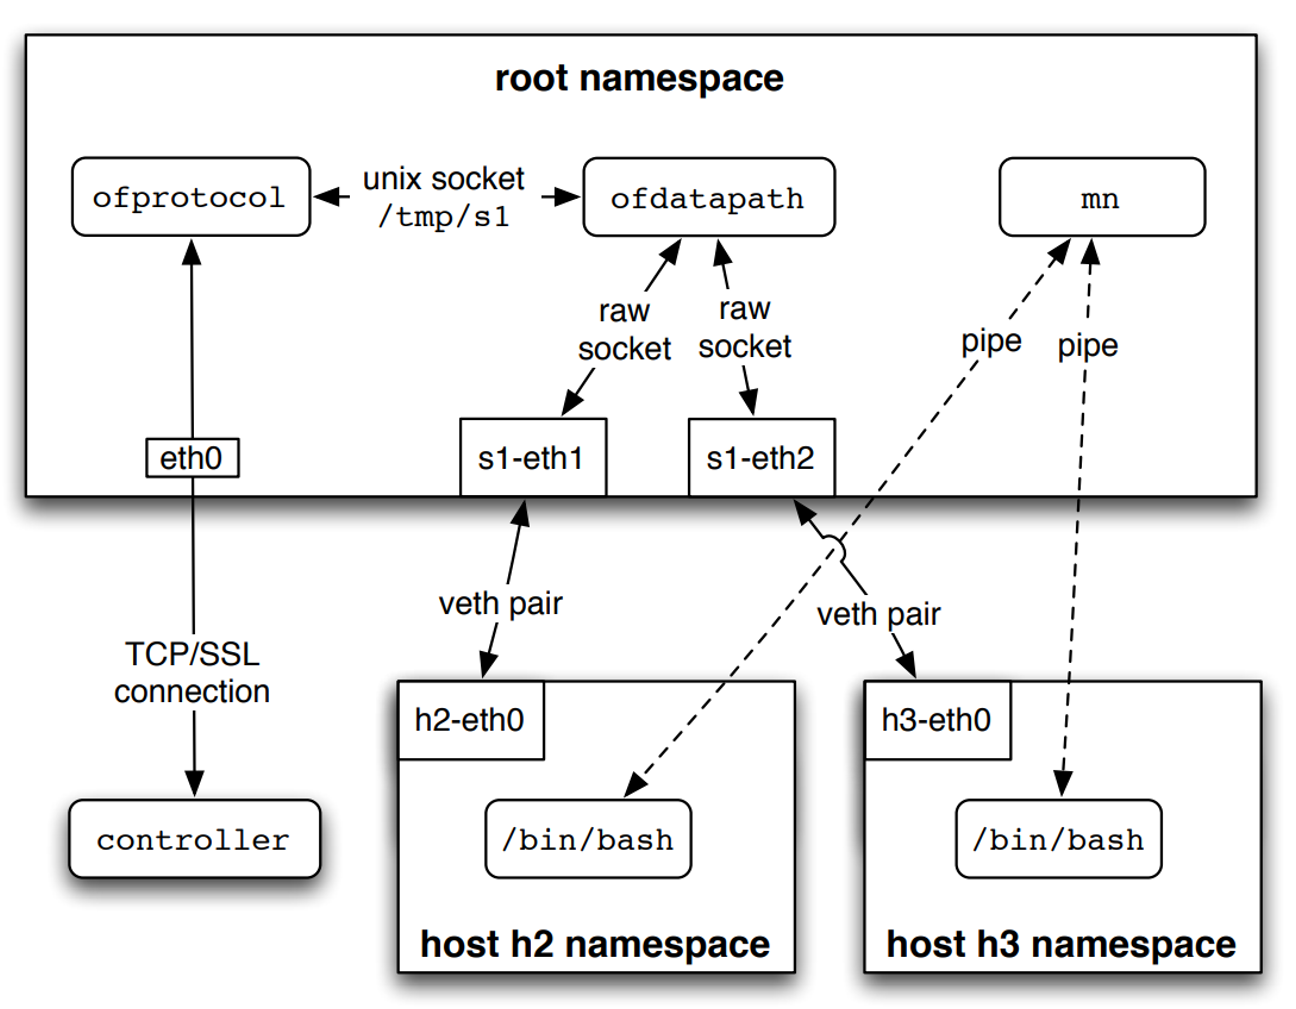 root namespace
ofprotocol
unix socket
/tmp/s1
ofdatapath
mn
raw
socket
raw
socket
pipe
pipe
eth0
s1-eth1
s1-eth2
veth pair
veth pair
TCP/SSL
connection
h2-eth0
h3-eth0
controller
/bin/bash
/bin/bash
host h2 namespace
host h3 namespace